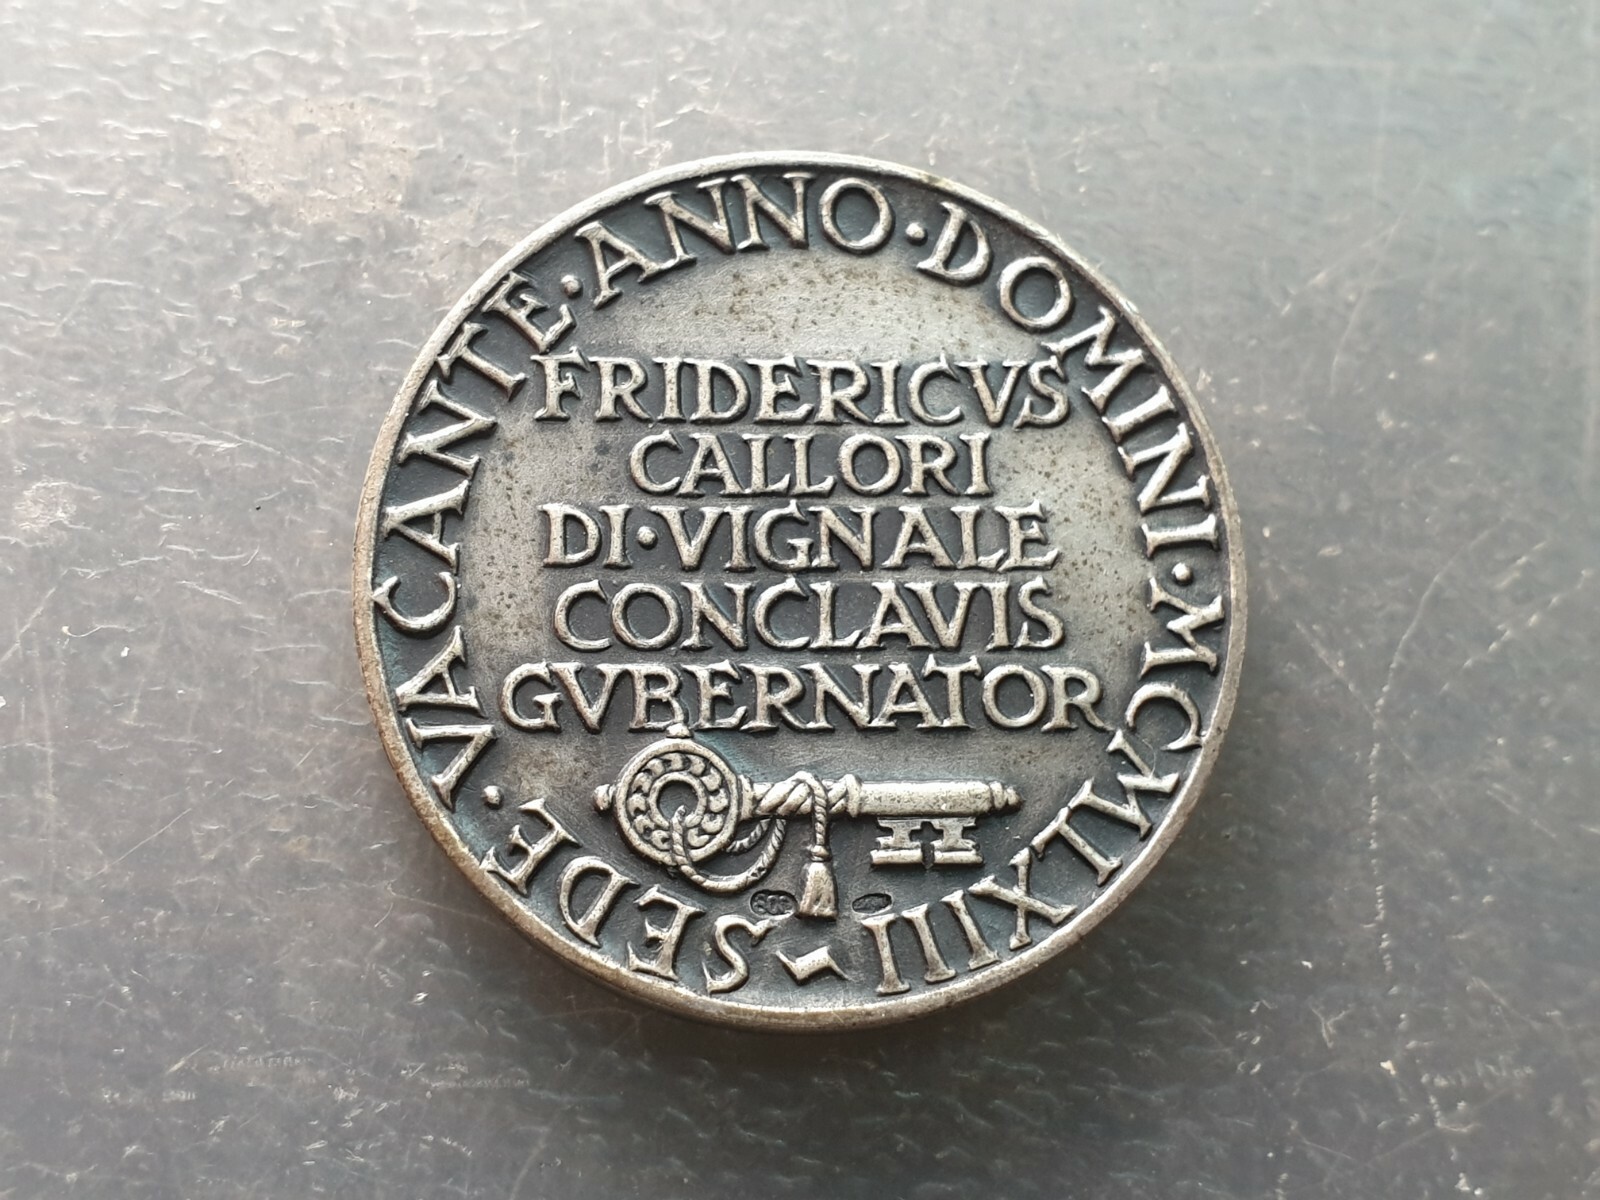 SEDE·VACANTE·ANNO·DOMINI·MCMLXIII
FRIDERICVS
CALLORI
DI·VIGNALE
CONCLAVIS
GVBERNATOR